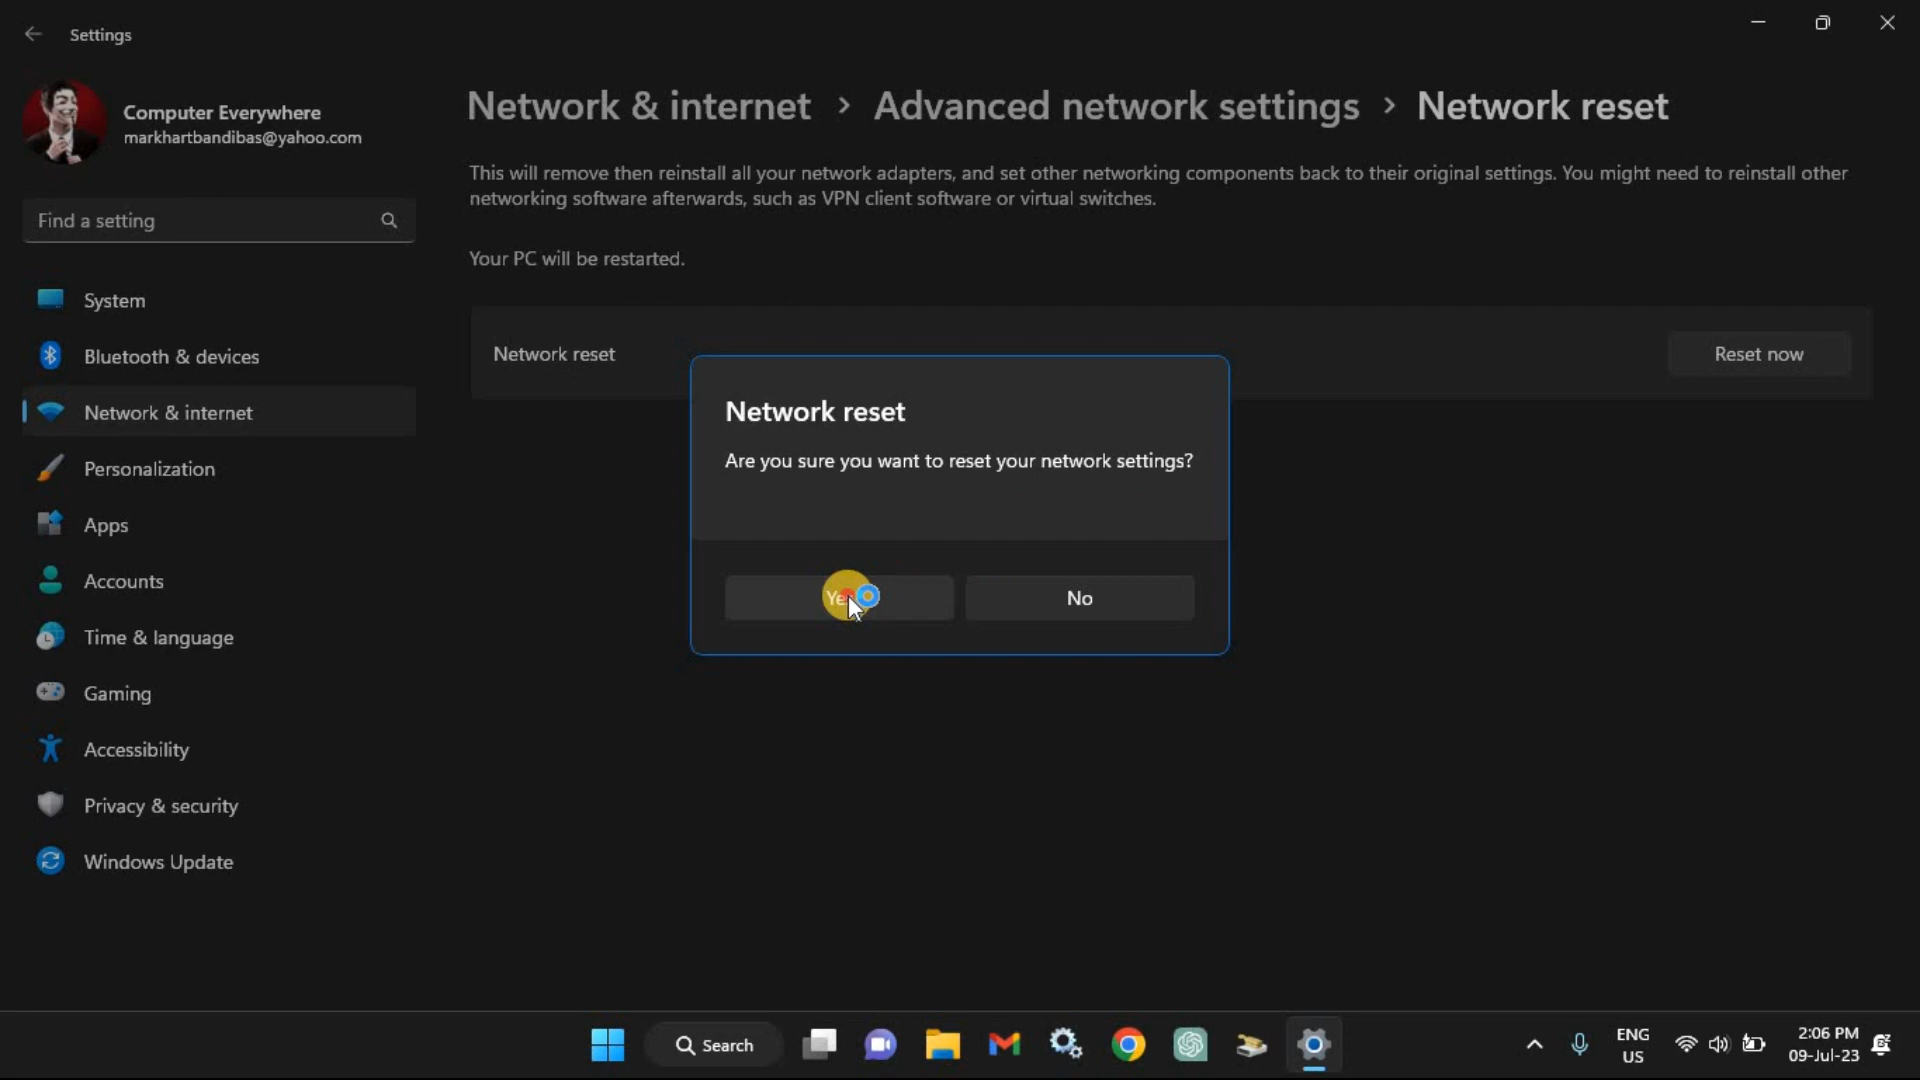 Settings
Computer Everywhere
markhartbandibas@yahoo.com
Find a setting
System
Bluetooth & devices
Network & internet
Personalization
Apps
Accounts
Time & language
Gaming
Accessibility
Privacy & security
Windows Update
Network & internet > Advanced network settings > Network reset
This will remove then reinstall all your network adapters, and set other networking components back to their original settings. You might need to reinstall other
networking software afterwards, such as VPN client software or virtual switches.
Your PC will be restarted.
Network reset
Reset now
Network reset
Are you sure you want to reset your network settings?
No
Search
ENG
US
2:06 PM
09-Jul-23